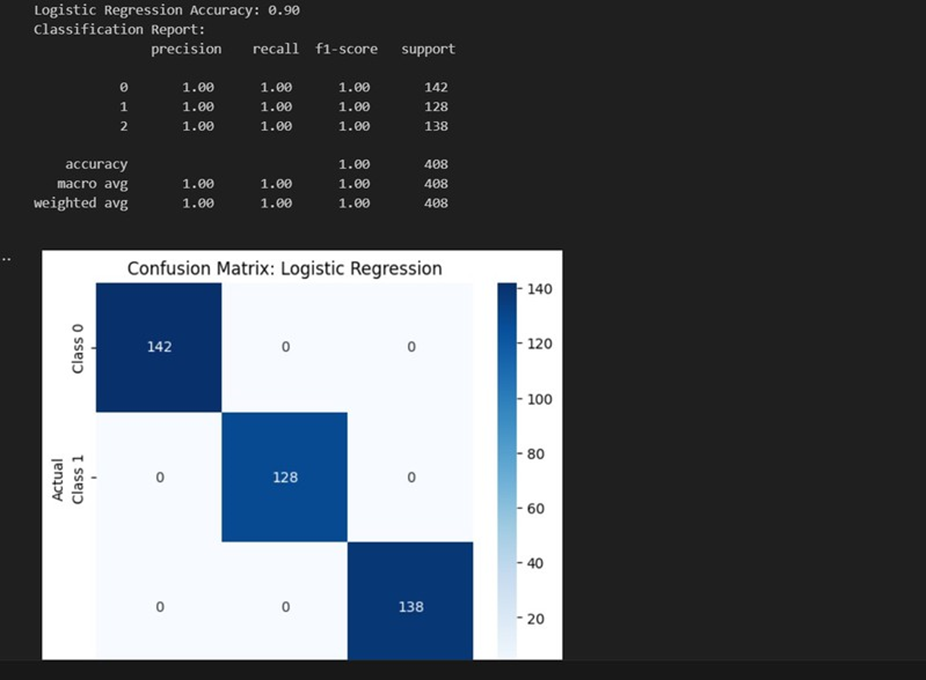 Logistic Regression Accuracy: 0.90
Classification Report:
precision recall f1-score support
0 1.00 1.00 1.00 142
1 1.00 1.00 1.00 128
2 1.00 1.00 1.00 138
accuracy 1.00 408
macro avg 1.00 1.00 1.00 408
weighted avg 1.00 1.00 1.00 408
..
Confusion Matrix: Logistic Regression
Actual
Class 0
Class 1
142 0 0
0 128 0
0 0 138
140
120
100
80
60
40
20